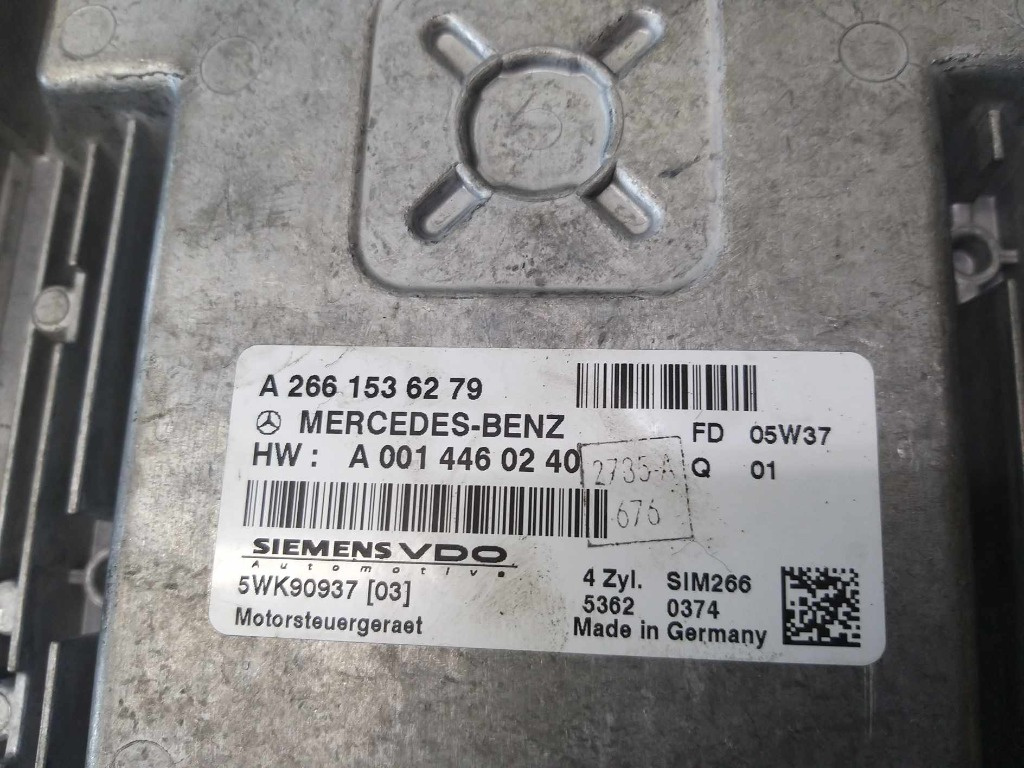 A 266 153 62 79
MERCEDES-BENZ
FD 05W37
HW : A 001 446 02 40
Q 01
2735-A
676
SIEMENS VDO
Automotive
5WK90937 [03]
Motorsteuergeraet
4 Zyl. SIM266
5362 0374
Made in Germany